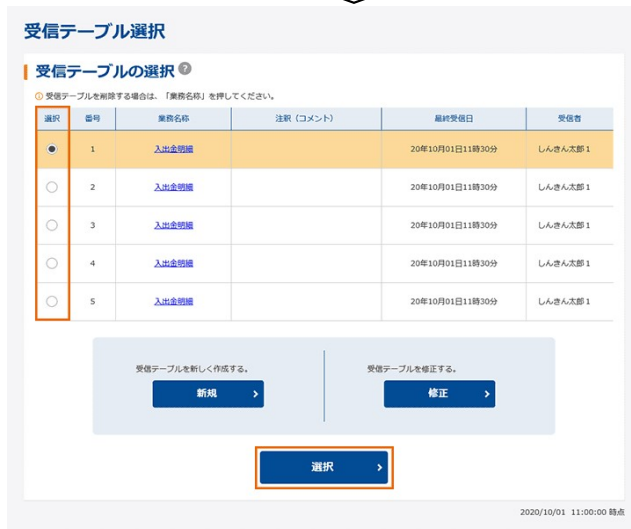 受信テーブル選択
受信テーブルの選択 ?
受信テーブルを削除する場合は、「業務名称」を押してください。
選択 番号 業務名称 注釈（コメント） 最終受信日 受信者
1 入出金明細 20年10月01日11時30分 しんきん太郎1
2 入出金明細 20年10月01日11時30分 しんきん太郎1
3 入出金明細 20年10月01日11時30分 しんきん太郎1
4 入出金明細 20年10月01日11時30分 しんきん太郎1
5 入出金明細 20年10月01日11時30分 しんきん太郎1
受信テーブルを新しく作成する。 受信テーブルを修正する。
新規 修正
選択
2020/10/01 11:00:00 時点